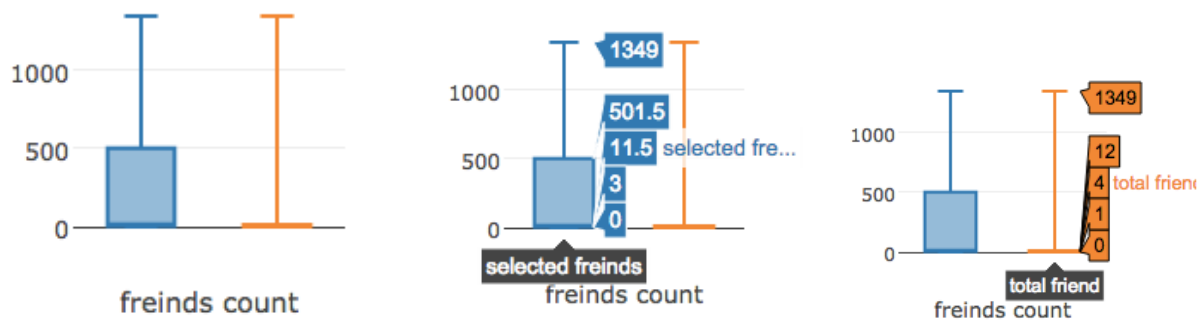 1000
500
0
freinds count
1349
1000
501.5
11.5 selected fre...
500
3
0
0
selected freinds
freinds count
1349
1000
12
500
4 total friend
1
0
0
total friend
freinds count